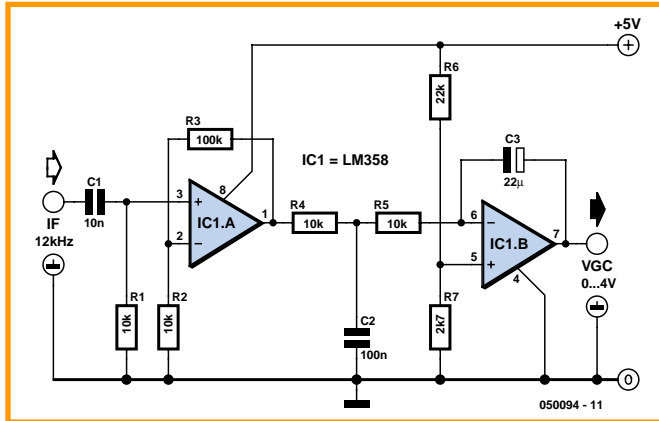 +5V
R6
22k
R3
100k
IC1 = LM358
C3
22µ
C1
10n
IF
12kHz
3
2
8
1
IC1.A
R4
10k
R5
10k
6
5
7
4
IC1.B
VGC
0...4V
R1
10k
R2
10k
C2
100n
R7
2k7
0
050094 - 11